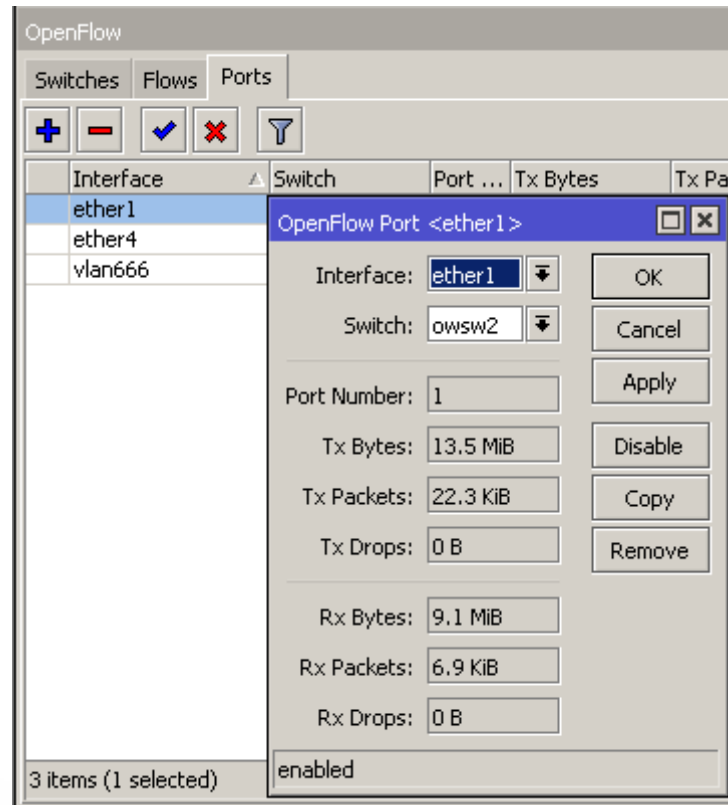 OpenFlow
Switches Flows Ports
Interface Switch Port ... Tx Bytes Tx Pa
ether1
ether4
vlan666
OpenFlow Port <ether1>
Interface: ether1 OK
Switch: owsw2 Cancel
Port Number: 1 Apply
Tx Bytes: 13.5 MiB Disable
Tx Packets: 22.3 KiB Copy
Tx Drops: 0 B Remove
Rx Bytes: 9.1 MiB
Rx Packets: 6.9 KiB
Rx Drops: 0 B
3 items (1 selected) enabled